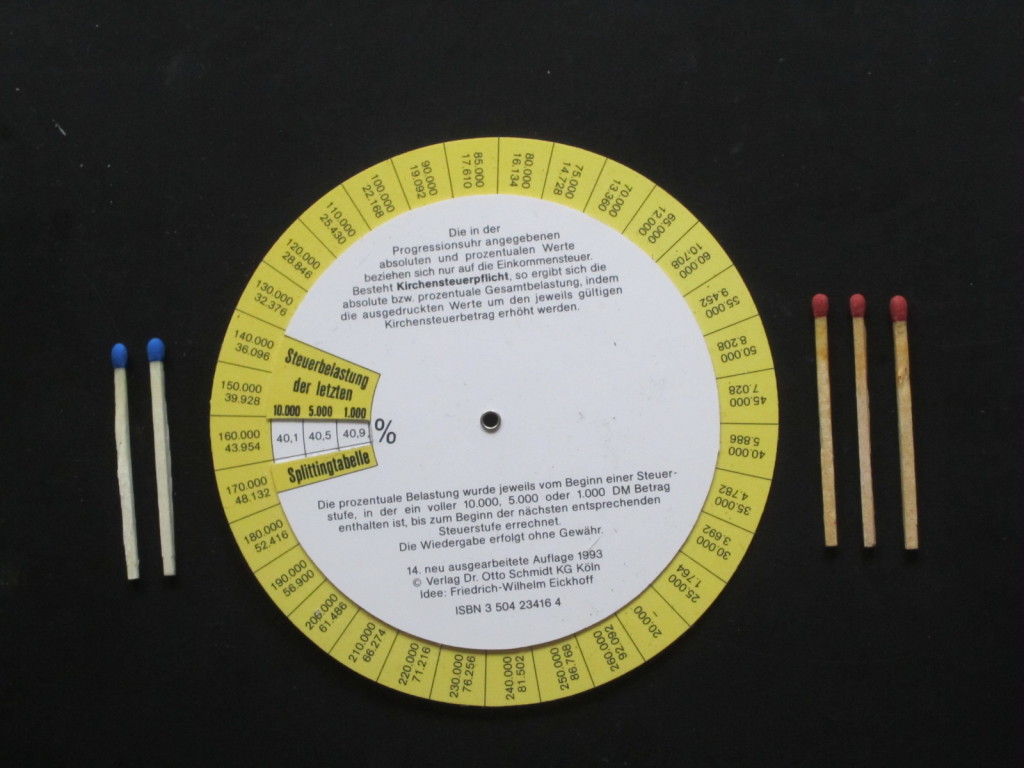 Die in der
Progressionsuhr angegebenen
absoluten und prozentualen Werte
beziehen sich nur auf die Einkommensteuer.
Besteht Kirchensteuerpflicht, so ergibt sich die
absolute bzw. prozentuale Gesamtbelastung, indem
die ausgedruckten Werte um den jeweils gültigen
Kirchensteuerbetrag erhöht werden.
Steuerbelastung
der letzten
10.000 5.000 1.000
40,1 40,5 40,9 %
Splittingtabelle
Die prozentuale Belastung wurde jeweils vom Beginn einer Steuer-
stufe, in der ein voller 10.000, 5.000 oder 1.000 DM Betrag
enthalten ist, bis zum Beginn der nächsten entsprechenden
Steuerstufe errechnet.
Die Wiedergabe erfolgt ohne Gewähr.
14. neu ausgearbeitete Auflage 1993
© Verlag Dr. Otto Schmidt KG Köln
Idee: Friedrich-Wilhelm Eickhoff
ISBN 3 504 23416 4
20.000
–
25.000
1.764
30.000
3.692
35.000
4.782
40.000
5.886
45.000
7.028
50.000
8.208
55.000
9.452
60.000
10.708
65.000
12.000
70.000
13.360
75.000
14.728
80.000
16.134
85.000
17.610
90.000
19.092
100.000
22.168
110.000
25.430
120.000
28.846
130.000
32.376
140.000
36.096
150.000
39.928
160.000
43.954
170.000
48.132
180.000
52.416
190.000
56.900
200.000
61.486
210.000
66.274
220.000
71.216
230.000
76.256
240.000
81.502
250.000
86.768
260.000
92.092